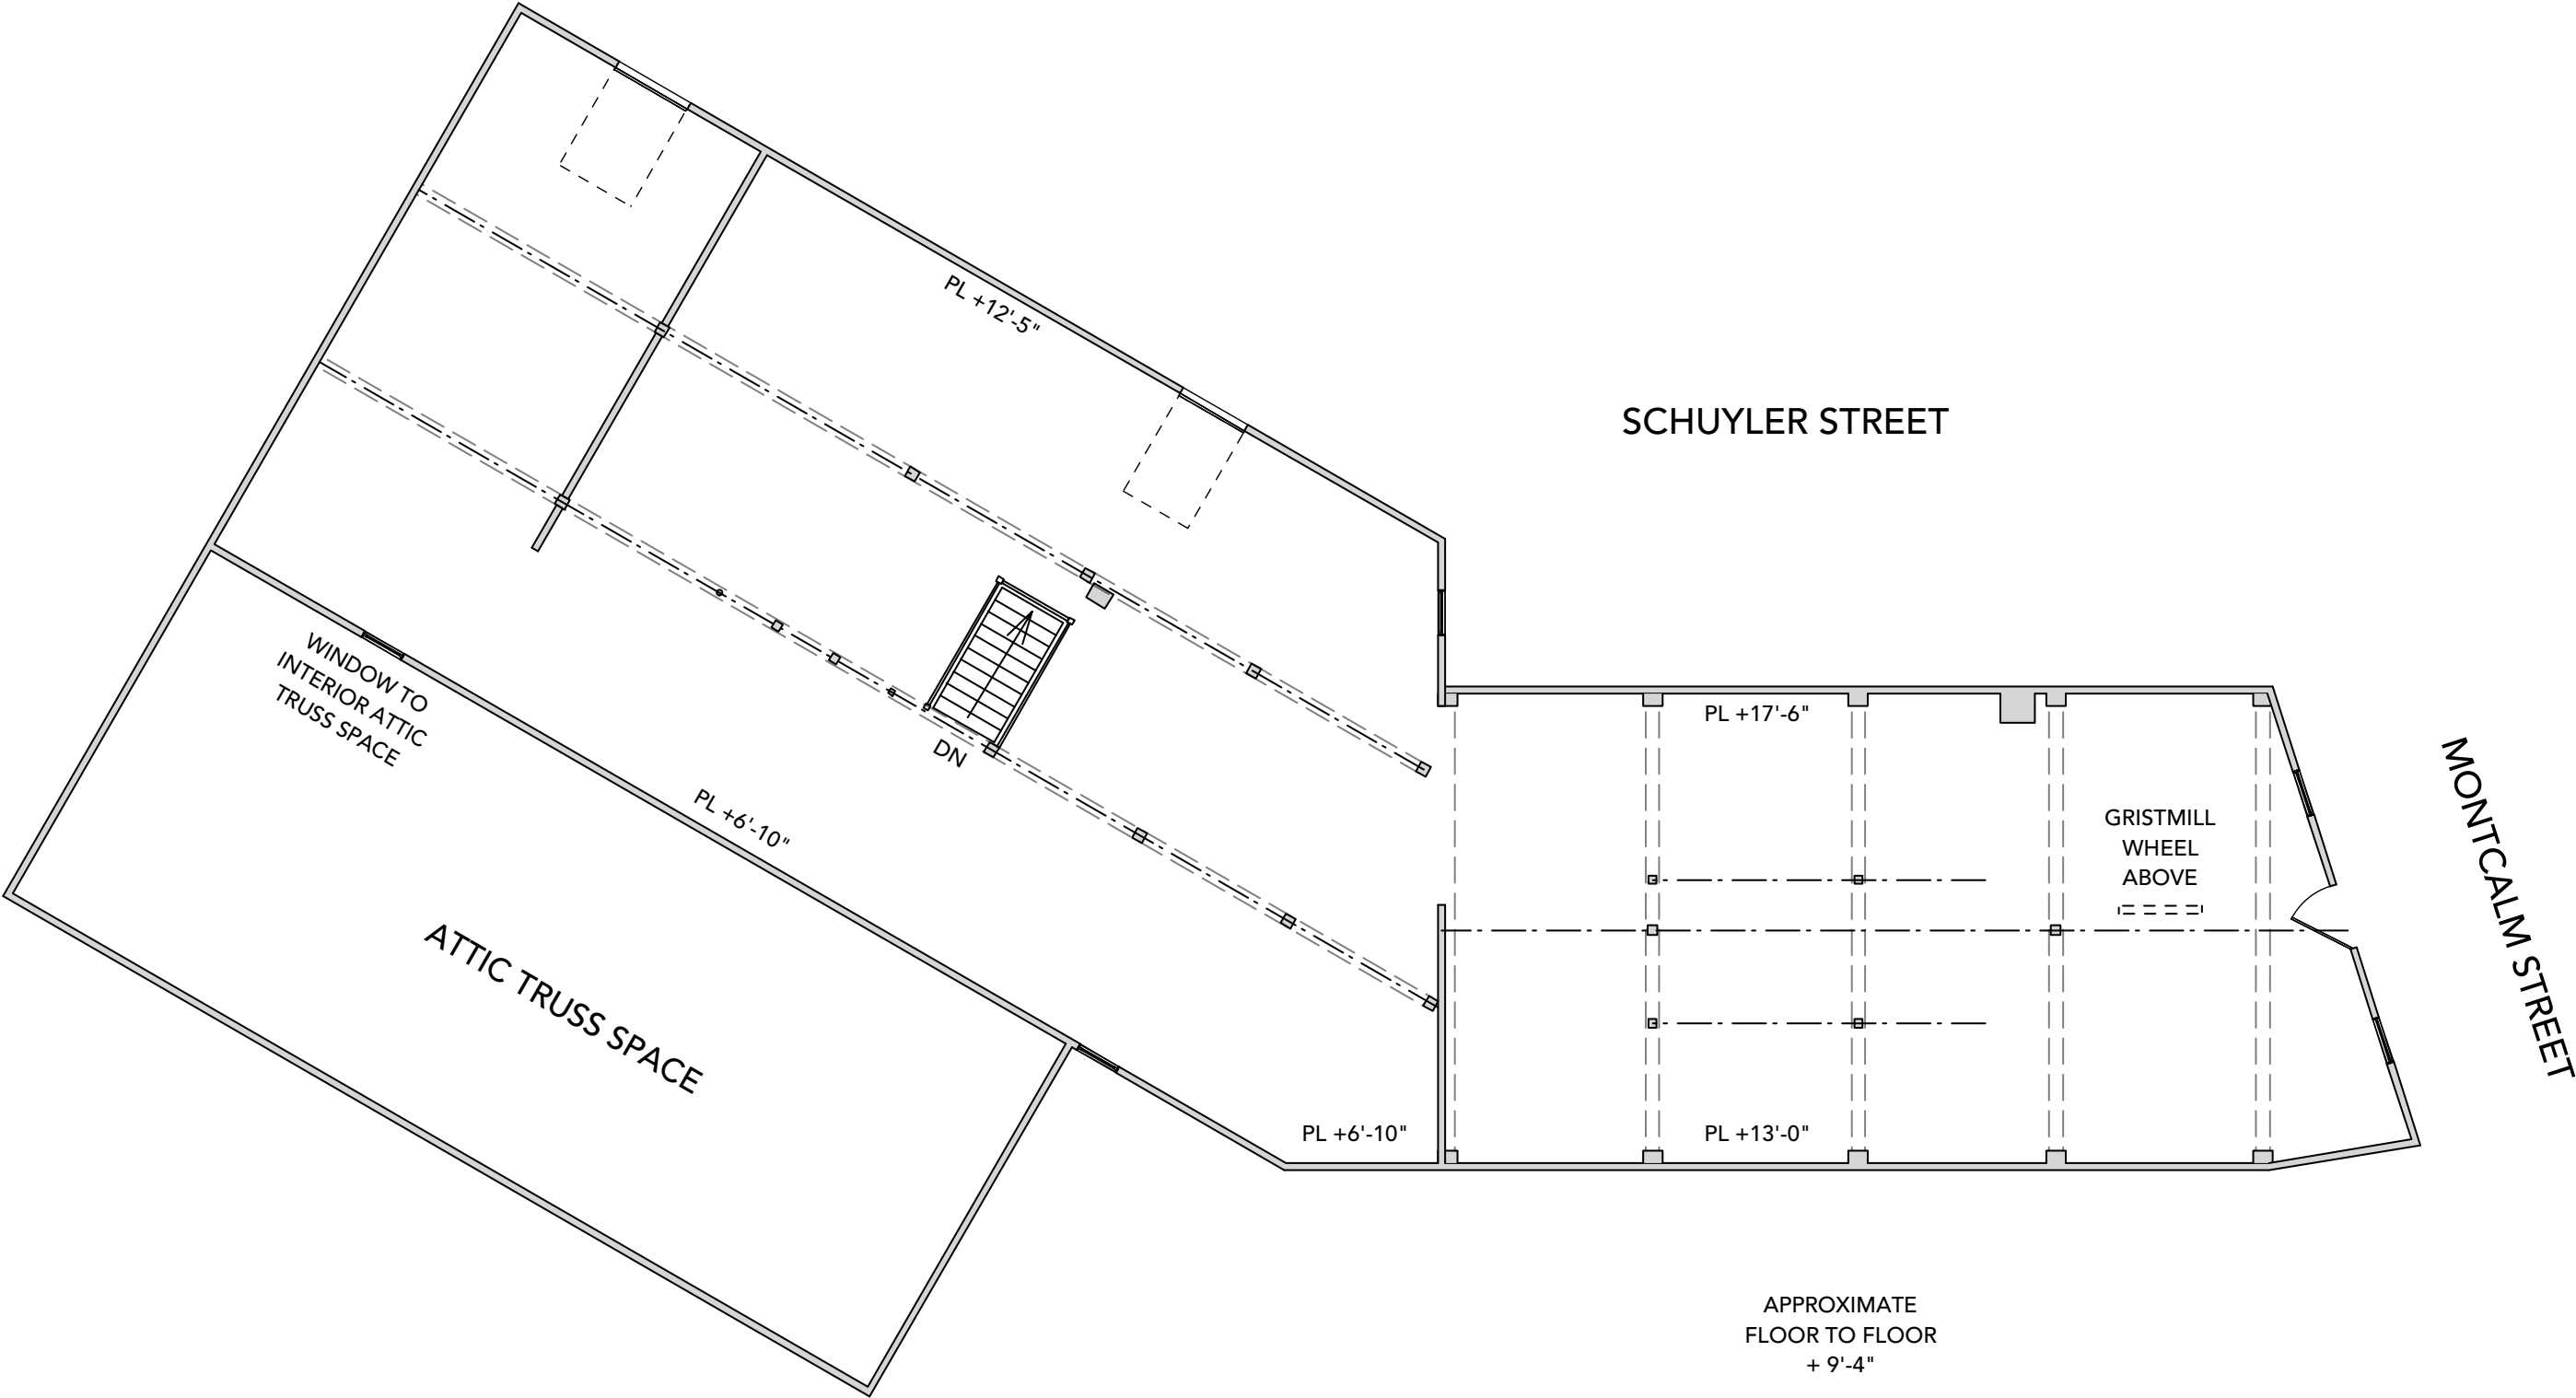 PL +12'-5"
SCHUYLER STREET
WINDOW TO
INTERIOR ATTIC
TRUSS SPACE
DN
PL +6'-10"
ATTIC TRUSS SPACE
PL +17'-6"
GRISTMILL
WHEEL
ABOVE
MONTCALM STREET
PL +6'-10"
PL +13'-0"
APPROXIMATE
FLOOR TO FLOOR
+ 9'-4"